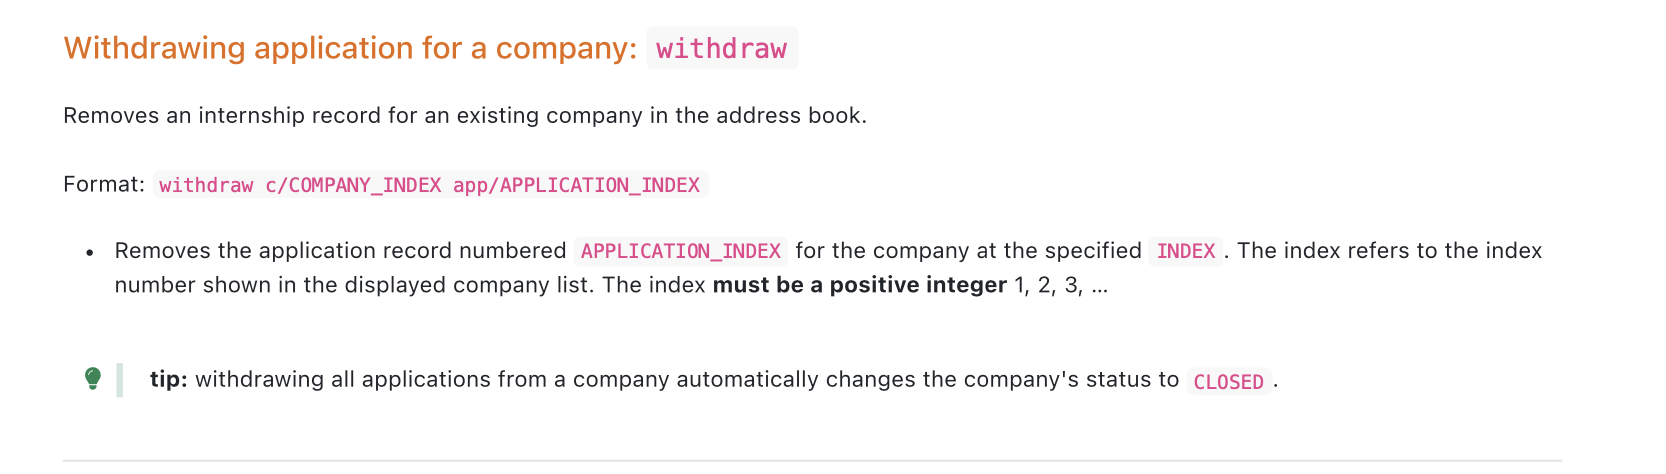 Withdrawing application for a company: withdraw
Removes an internship record for an existing company in the address book.
Format: withdraw c/COMPANY_INDEX app/APPLICATION_INDEX
• Removes the application record numbered APPLICATION_INDEX for the company at the specified INDEX. The index refers to the index
number shown in the displayed company list. The index must be a positive integer 1, 2, 3, …
tip: withdrawing all applications from a company automatically changes the company's status to CLOSED.